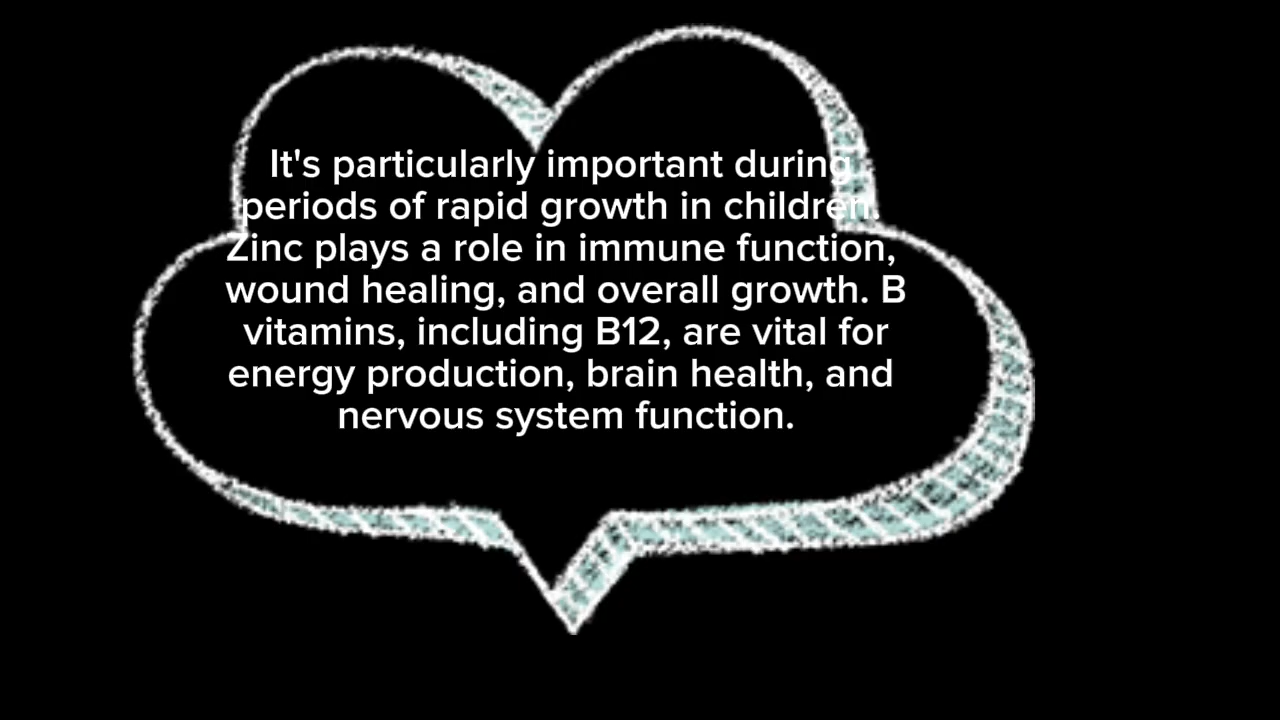 It's particularly important during
periods of rapid growth in children.
Zinc plays a role in immune function,
wound healing, and overall growth. B
vitamins, including B12, are vital for
energy production, brain health, and
nervous system function.